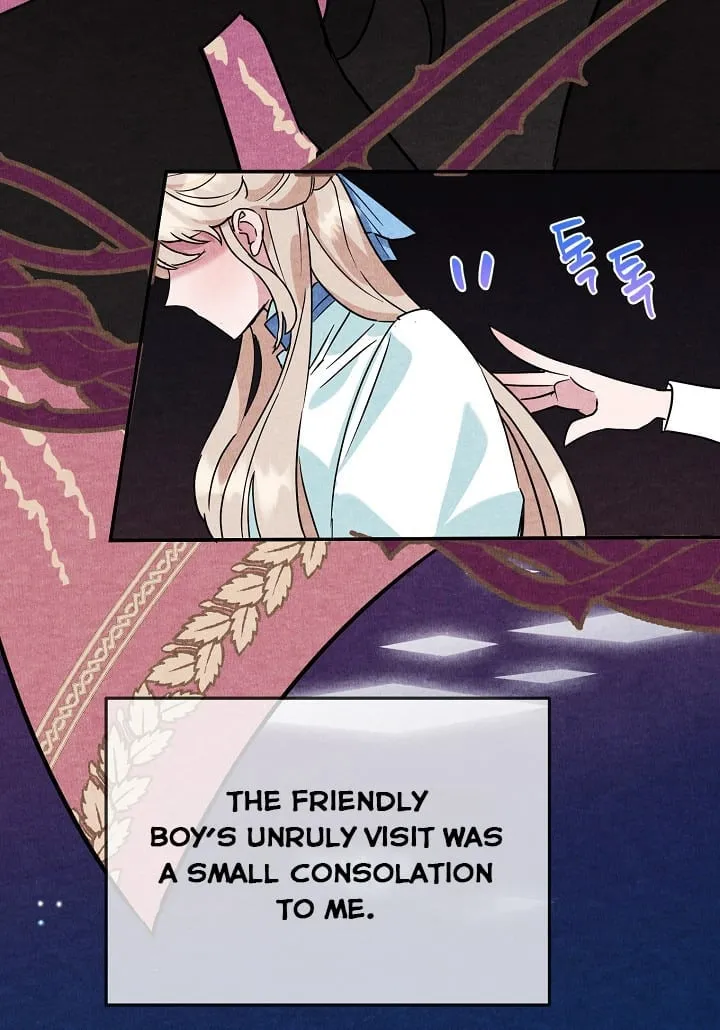 톡톡
THE FRIENDLY
BOY'S UNRULY VISIT WAS
A SMALL CONSOLATION
TO ME.